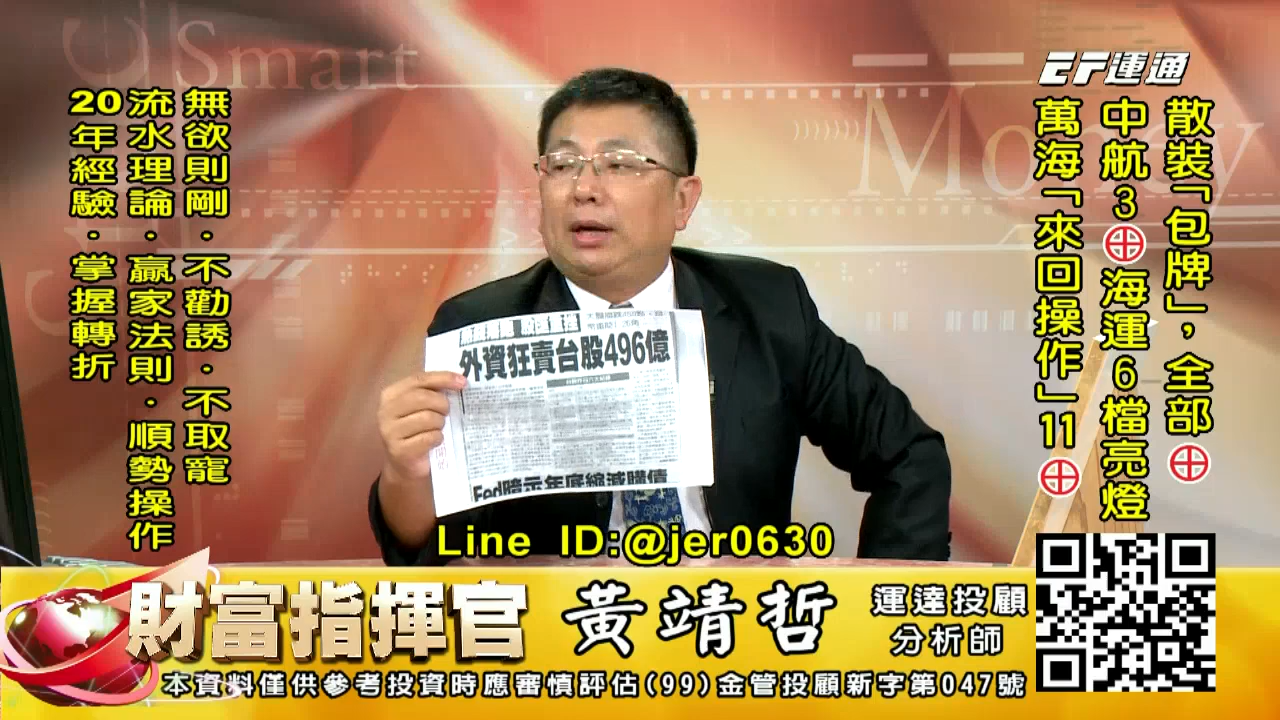 Smart
Money
EF運通
無欲則剛．不勸誘．不取寵
流水理論．贏家法則．順勢操作
20年經驗．掌握轉折
散裝「包牌」，全部㊉
中航3㊉海運6檔亮燈
萬海「來回操作」11㊉
外資狂賣台股496億
Fed暗示年底縮減購債
Line ID:@jer0630
財富指揮官
黃靖哲
運達投顧
分析師
本資料僅供參考投資時應審慎評估(99)金管投顧新字第047號